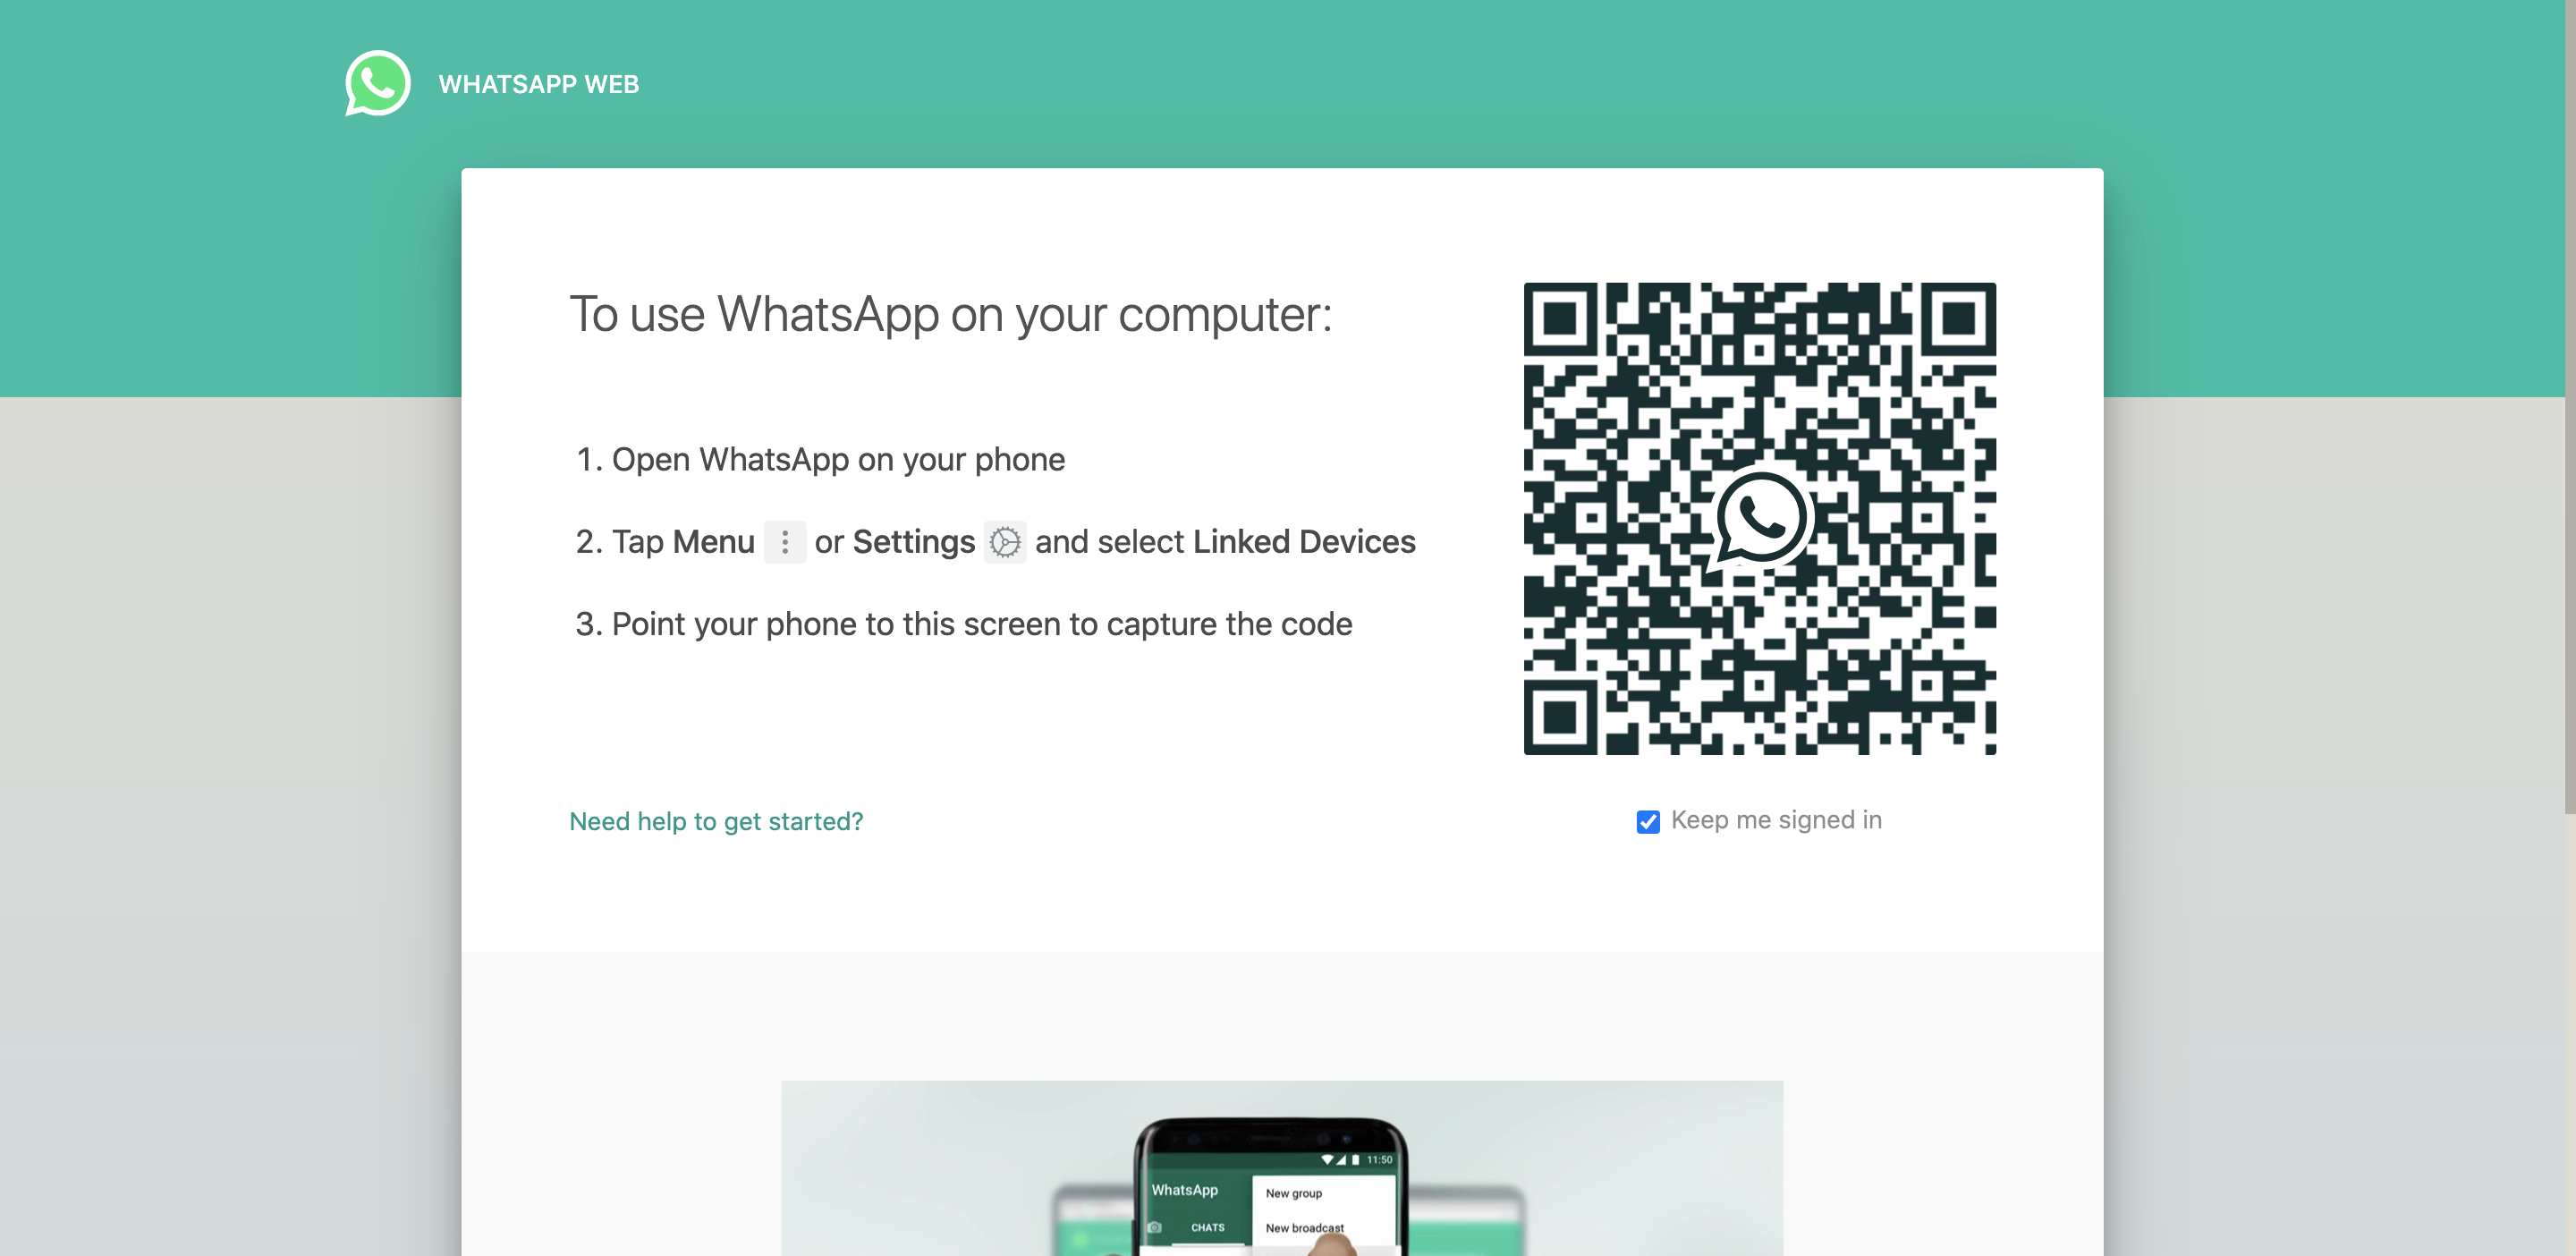 WHATSAPP WEB
To use WhatsApp on your computer:
1. Open WhatsApp on your phone
2. Tap Menu or Settings and select Linked Devices
3. Point your phone to this screen to capture the code
Need help to get started?
Keep me signed in
11:50
WhatsApp
New group
CHATS
New broadcast